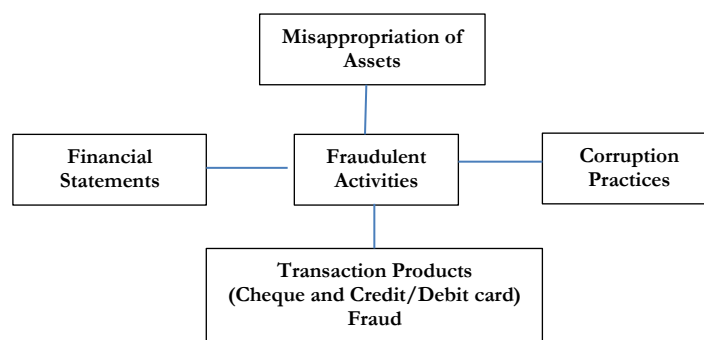 Misappropriation of
Assets
Financial
Statements
Fraudulent
Activities
Corruption
Practices
Transaction Products
(Cheque and Credit/Debit card)
Fraud